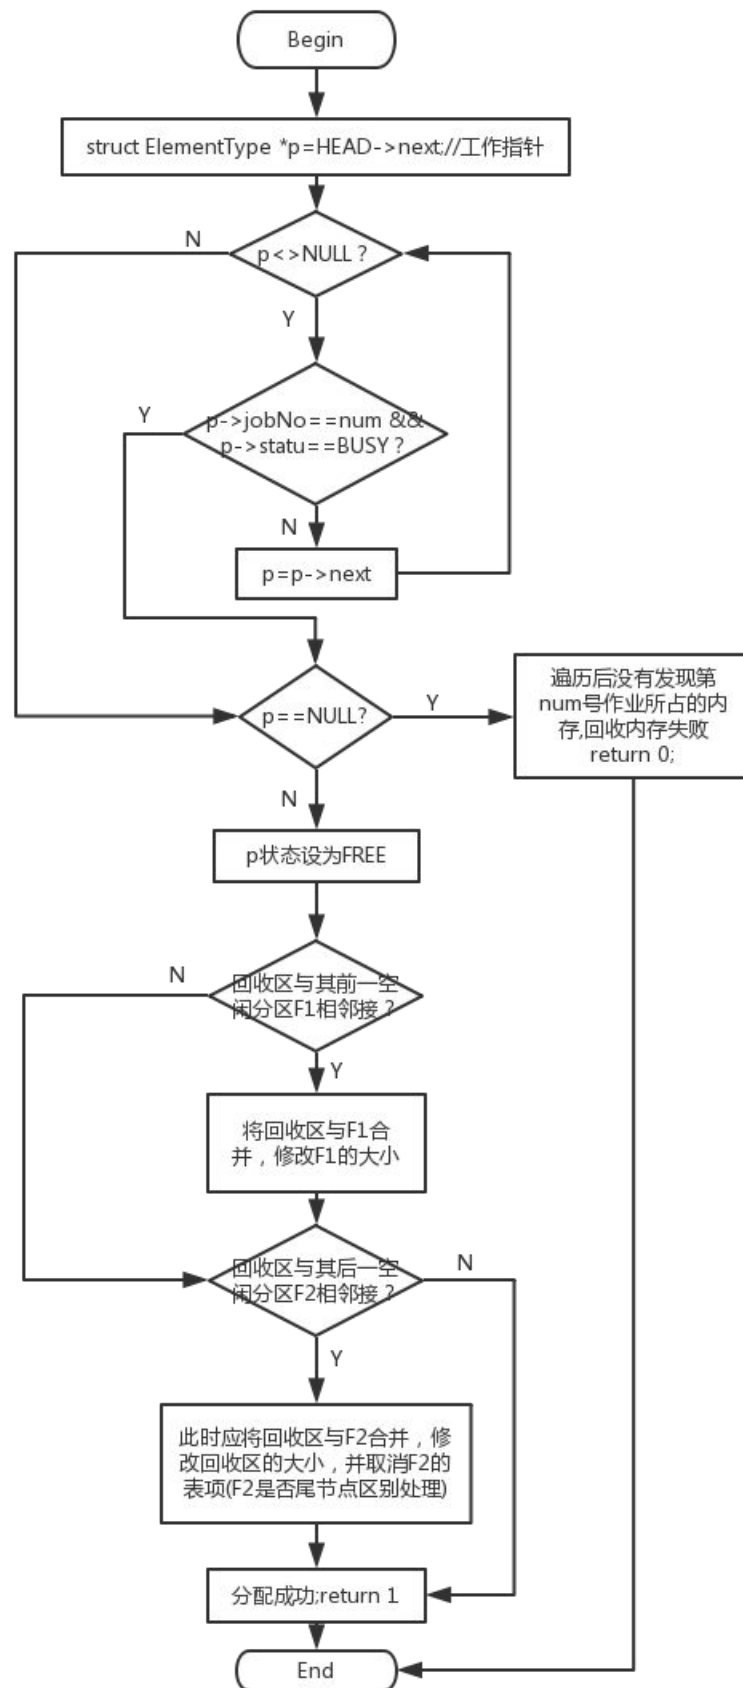 Begin
struct ElementType *p=HEAD->next;//工作指针
N
p<>NULL?
Y
Y
p->jobNo==num &&
p->statu==BUSY?
N
p=p->next
p==NULL?
Y
遍历后没有发现第
num号作业所占的内
存,回收内存失败
return 0;
N
p状态设为FREE
N
回收区与其前一空
闲分区F1相邻接?
Y
将回收区与F1合
并,修改F1的大小
回收区与其后一空
闲分区F2相邻接?
N
Y
此时应将回收区与F2合并,修
改回收区的大小,并取消F2的
表项(F2是否尾节点区别处理)
分配成功;return 1
End